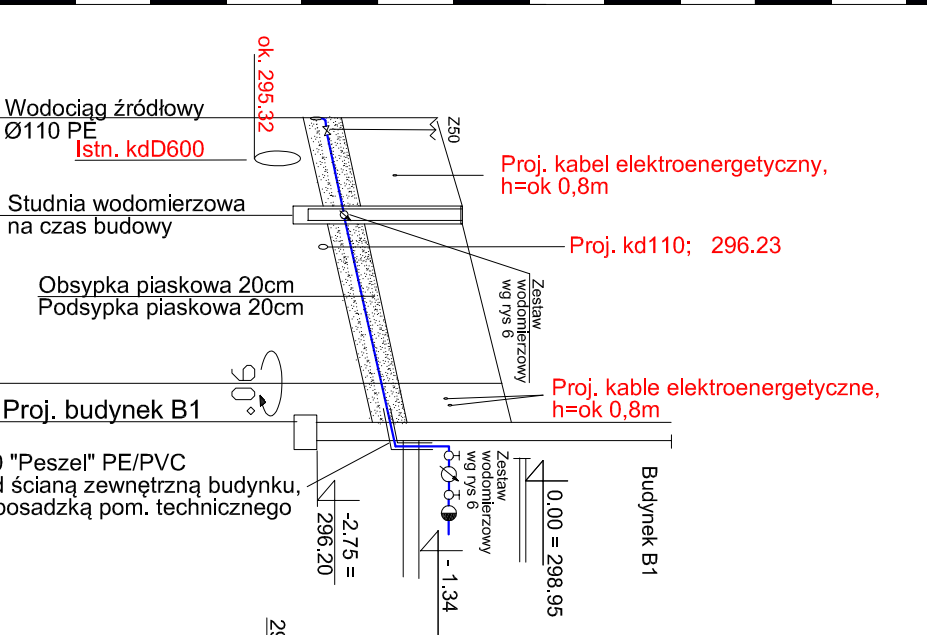 ok. 295.32
Wodociąg źródłowy
Ø110 PE
Istn. kdD600
Z50
Proj. kabel elektroenergetyczny,
h=ok 0,8m
Studnia wodomierzowa
na czas budowy
Proj. kd110; 296.23
Obsypka piaskowa 20cm
Podsypka piaskowa 20cm
Zestaw
wodomierzowy
wg rys 6
90°
Proj. kable elektroenergetyczne,
h=ok 0,8m
Proj. budynek B1
"Peszel" PE/PVC
ścianą zewnętrzną budynku,
posadzką pom. technicznego
Zestaw
wodomierzowy
wg rys 6
-2.75 =
296.20
- 1.34
0.00 = 298.95
Budynek B1